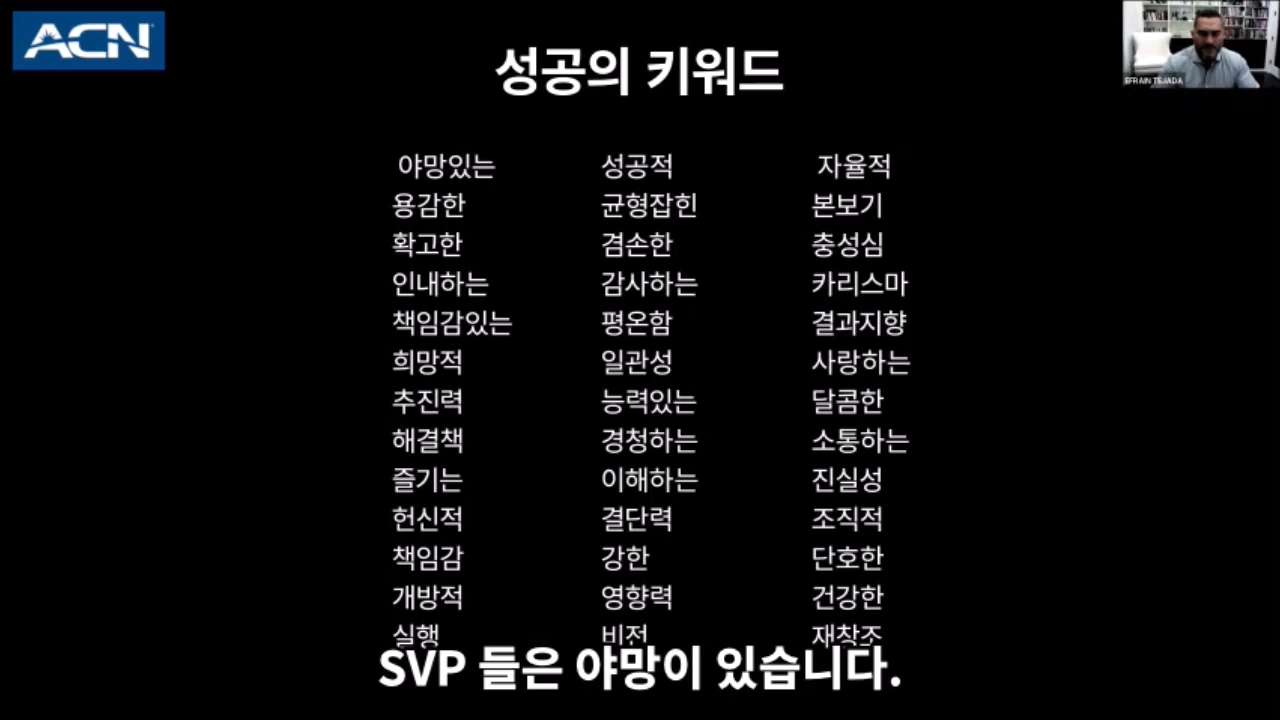 ACN
EFRAIN TEJADA
성공의 키워드
야망있는 성공적 자율적
용감한 균형잡힌 본보기
확고한 겸손한 충성심
인내하는 감사하는 카리스마
책임감있는 평온함 결과지향
희망적 일관성 사랑하는
추진력 능력있는 달콤한
해결책 경청하는 소통하는
즐기는 이해하는 진실성
헌신적 결단력 조직적
책임감 강한 단호한
개방적 영향력 건강한
실행 비전 재창조
SVP 들은 야망이 있습니다.